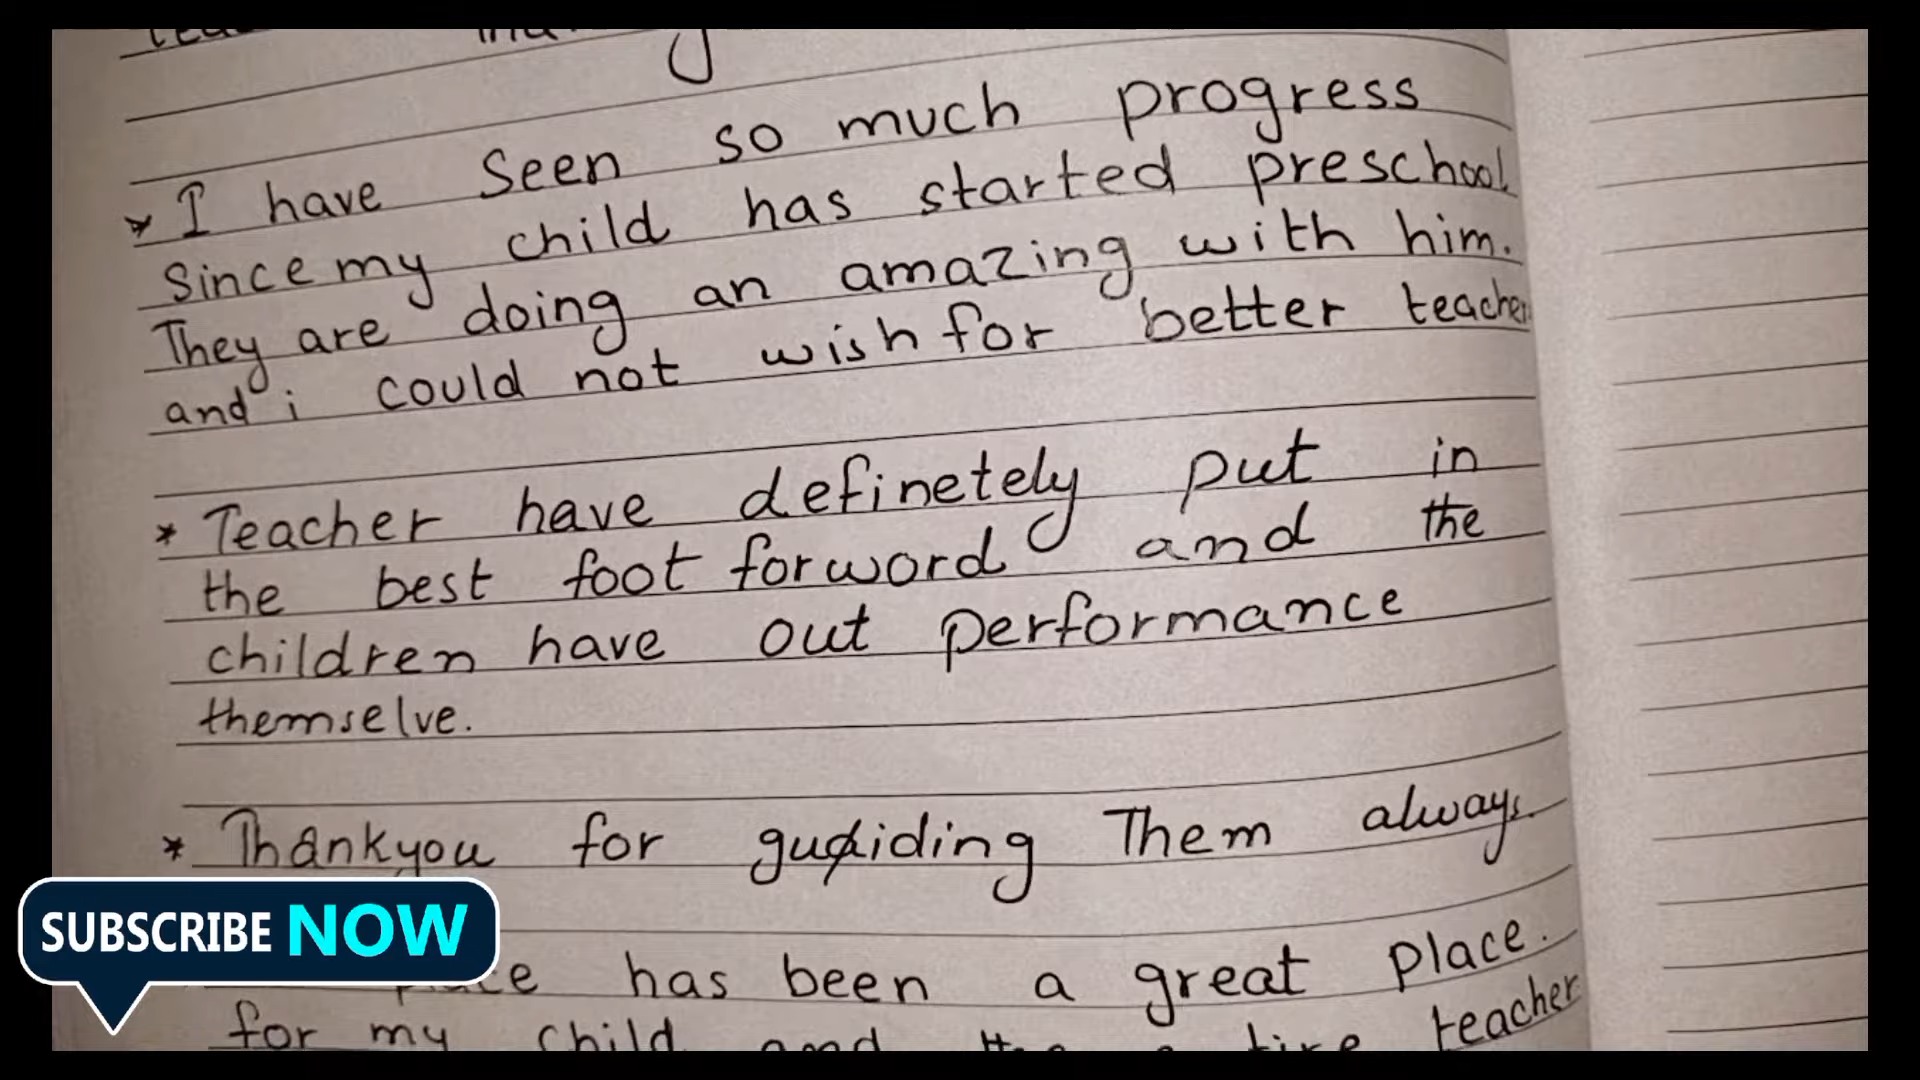 * I have seen so much progress
Since my child has started preschool
They are doing an amazing with him.
and i could not wish for better teacher
* Teacher have definetely put in
the best foot forword and the
children have out performance
themselve.
* Thankyou for guiding Them always.
SUBSCRIBE NOW
has been a great place.
for my child and teacher